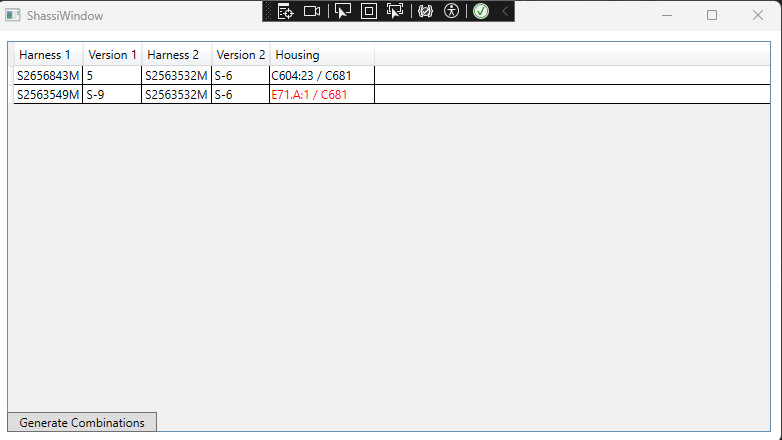 ShassiWindow
Harness 1 Version 1 Harness 2 Version 2 Housing
S2656843M 5 S2563532M S-6 C604:23 / C681
S2563549M S-9 S2563532M S-6 E71.A:1 / C681
Generate Combinations